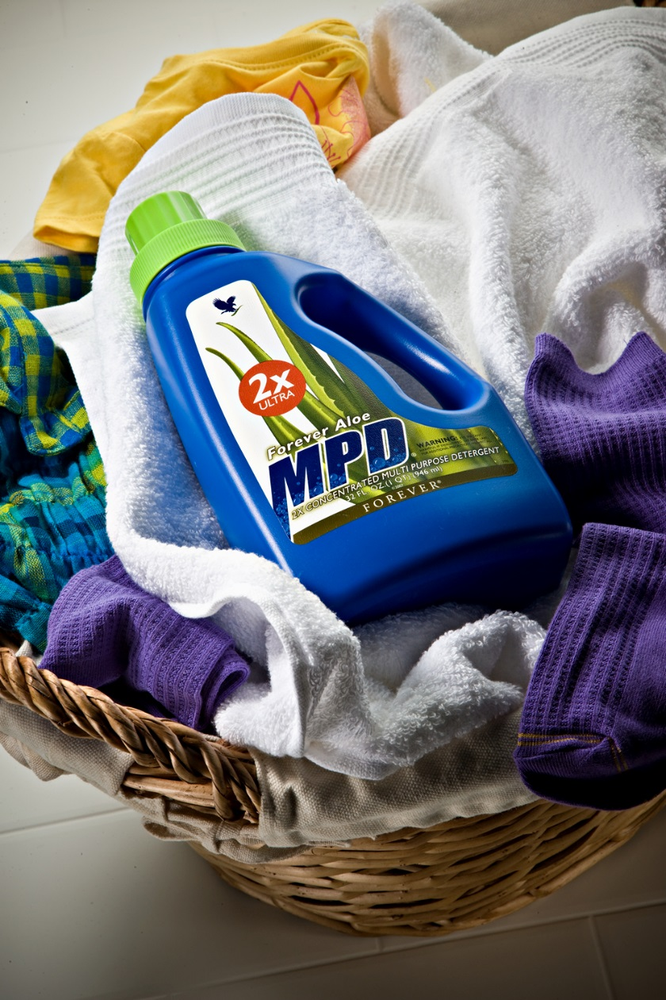 2x
ULTRA
Forever Aloe
MPD®
WARNING:
2X CONCENTRATED MULTI PURPOSE DETERGENT
32 FL. OZ.(1 QT) (946 ml)
FOREVER®